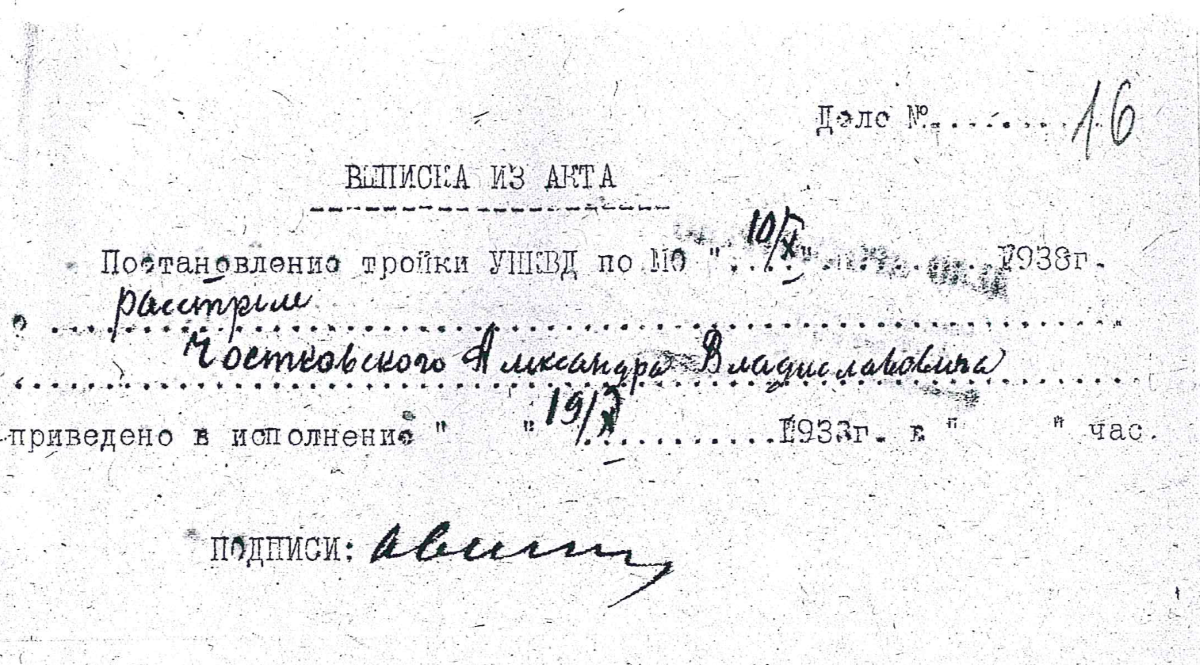 Дело №.......... 16
ВЫПИСКА ИЗ АКТА
Постановление тройки УНКВД по МО "10/X" 1938г.
о расстреле
Чостковского Александра Владиславовича
приведено в исполнение " " 19/X 1938г. в " " час.
ПОДПИСИ: